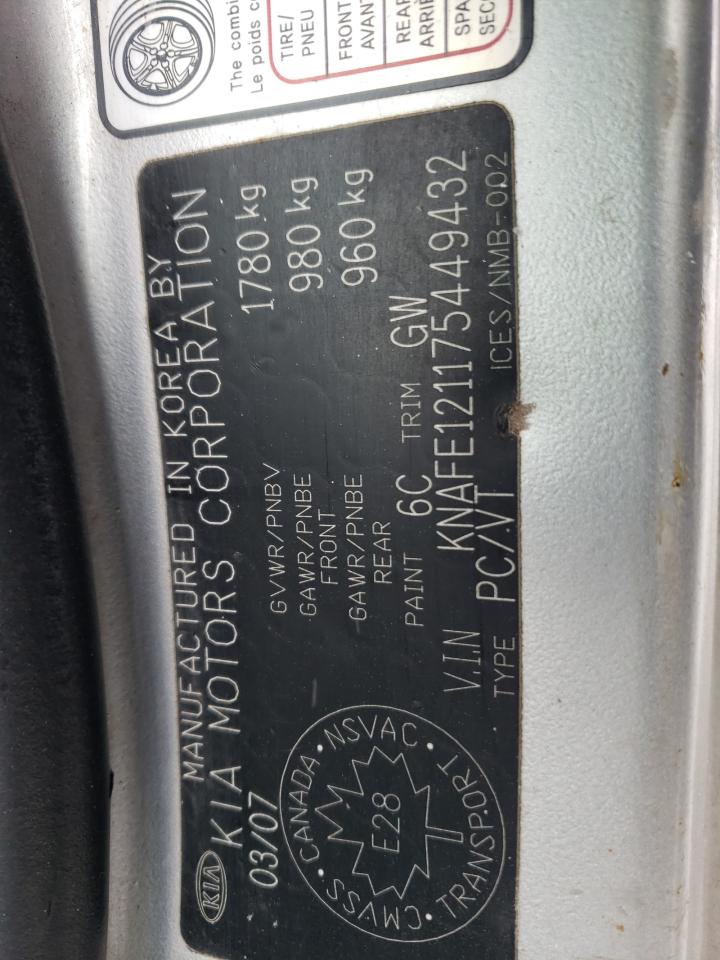 The combi
Le poids c
TIRE/
PNEU
FRONT
AVAN
REAR
ARRIÈ
SPA
SECO
MANUFACTURED IN KOREA BY
KIA KIA MOTORS CORPORATION
03/07
GVWR/PNBV 1780 kg
GAWR/PNBE FRONT 980 kg
GAWR/PNBE REAR 960 kg
PAINT 6C TRIM GW
V.I.N KNAFE121175449432
TYPE PC/VT ICES/NMB-002
CANADA · NSVAC · TRANSPORT · CMVSS ·
E28